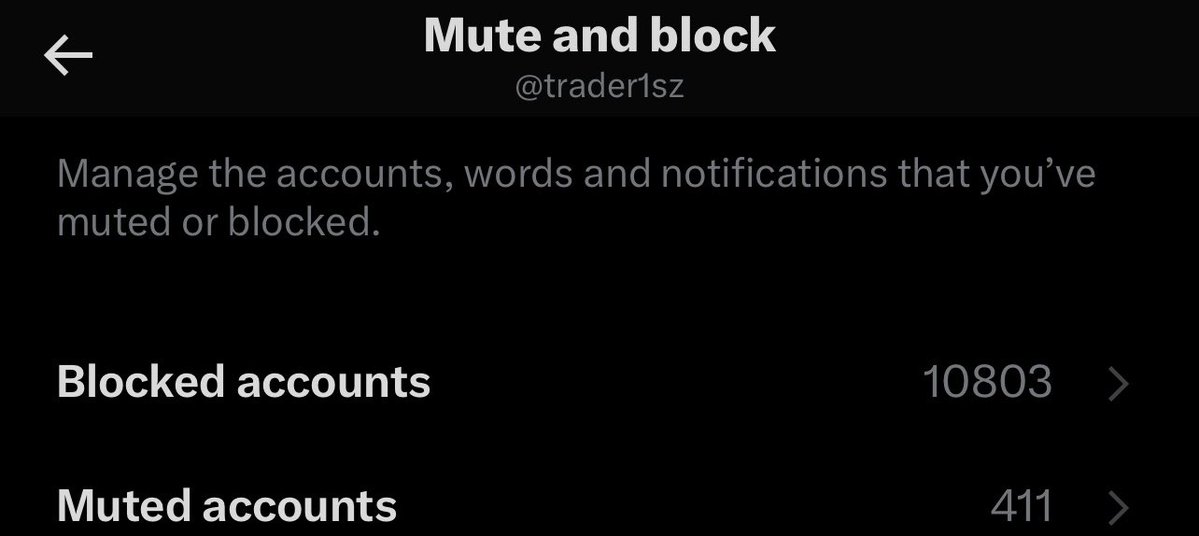 Mute and block
@trader1sz
Manage the accounts, words and notifications that you’ve
muted or blocked.
Blocked accounts 10803
Muted accounts 411